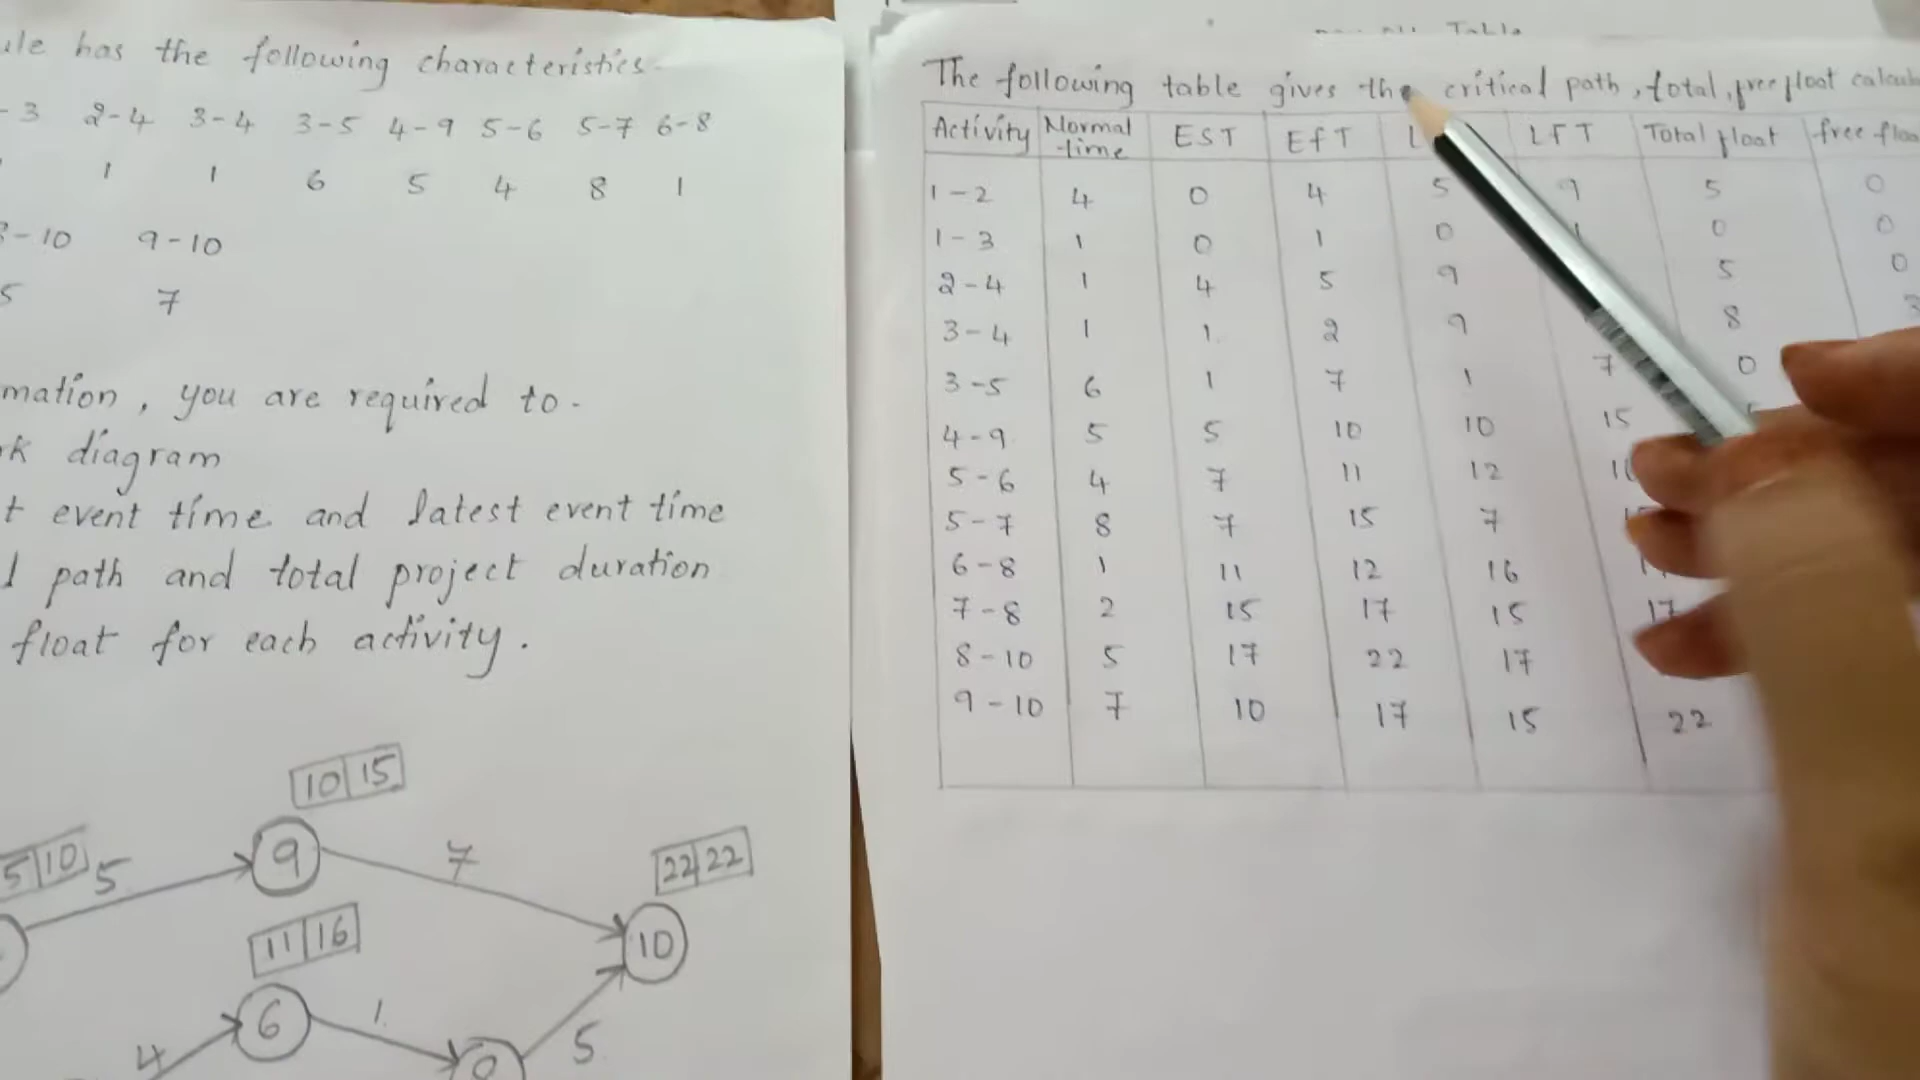 has the following characteristics
3 2-4 3-4 3-5 4-9 5-6 5-7 6-8
1 1 6 5 4 8 1
-10 9-10
5 7
mation, you are required to -
diagram
t event time and latest event time
path and total project duration
float for each activity.
10 15
9
5 10 5
7
22 22
10
11 16
6
1
4
5
Table
The following table gives the critical path, total, free float
Activity Normal time EST EfT L LFT Total float free
1-2 4 0 4 5 9 5 0
1-3 1 0 1 0 0 0
2-4 1 4 5 9 5 0
3-4 1 1 2 9 8
3-5 6 1 7 1 7 0
4-9 5 5 10 10 15
5-6 4 7 11 12
5-7 8 7 15 7
6-8 1 11 12 16
7-8 2 15 17 15 17
8-10 5 17 22 17
9-10 7 10 17 15 22